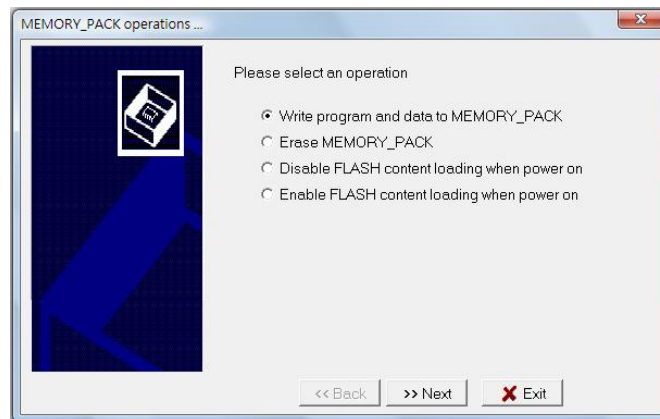 MEMORY_PACK operations ...
Please select an operation
Write program and data to MEMORY_PACK
Erase MEMORY_PACK
Disable FLASH content loading when power on
Enable FLASH content loading when power on
<< Back >> Next Exit